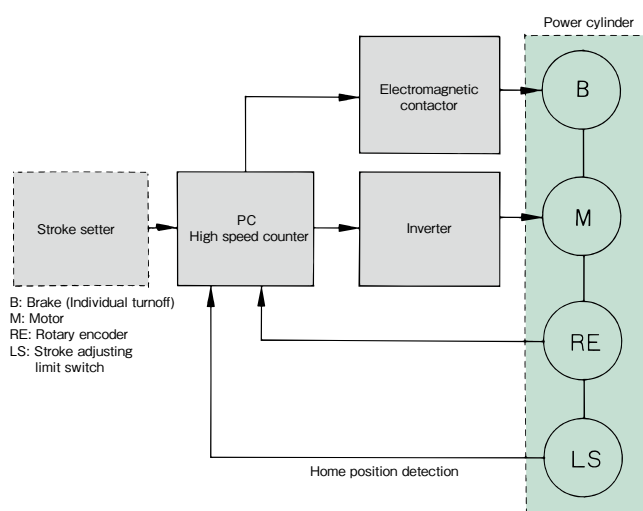 Power cylinder
Electromagnetic
contactor
B
Stroke setter
PC
High speed counter
Inverter
M
B: Brake (Individual turnoff)
M: Motor
RE: Rotary encoder
LS: Stroke adjusting
limit switch
RE
LS
Home position detection